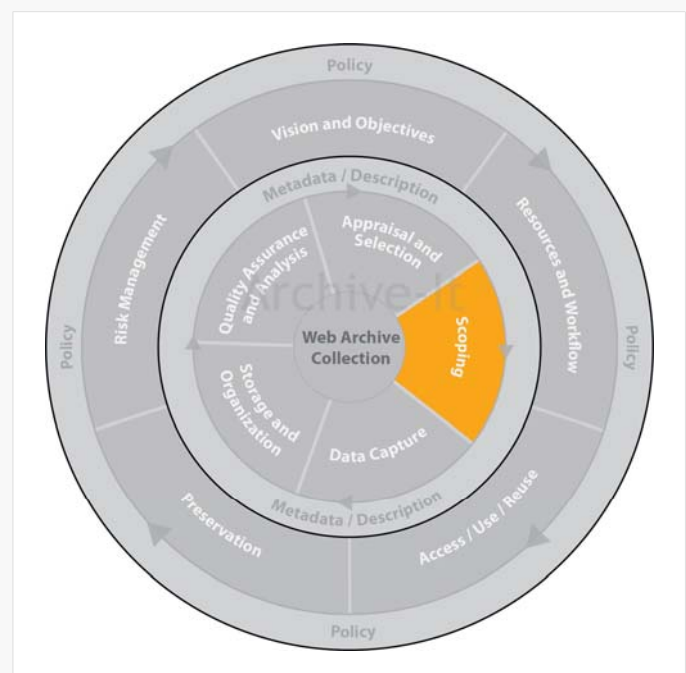 Policy
Vision and Objectives
Metadata / Description
Resources and Workflow
Risk Management
Policy
Policy
Appraisal and
Selection
Quality Assurance
and Analysis
Archive-It
Scoping
Web Archive
Collection
Storage and
Organization
Data Capture
Metadata / Description
Access / Use / Reuse
Preservation
Policy